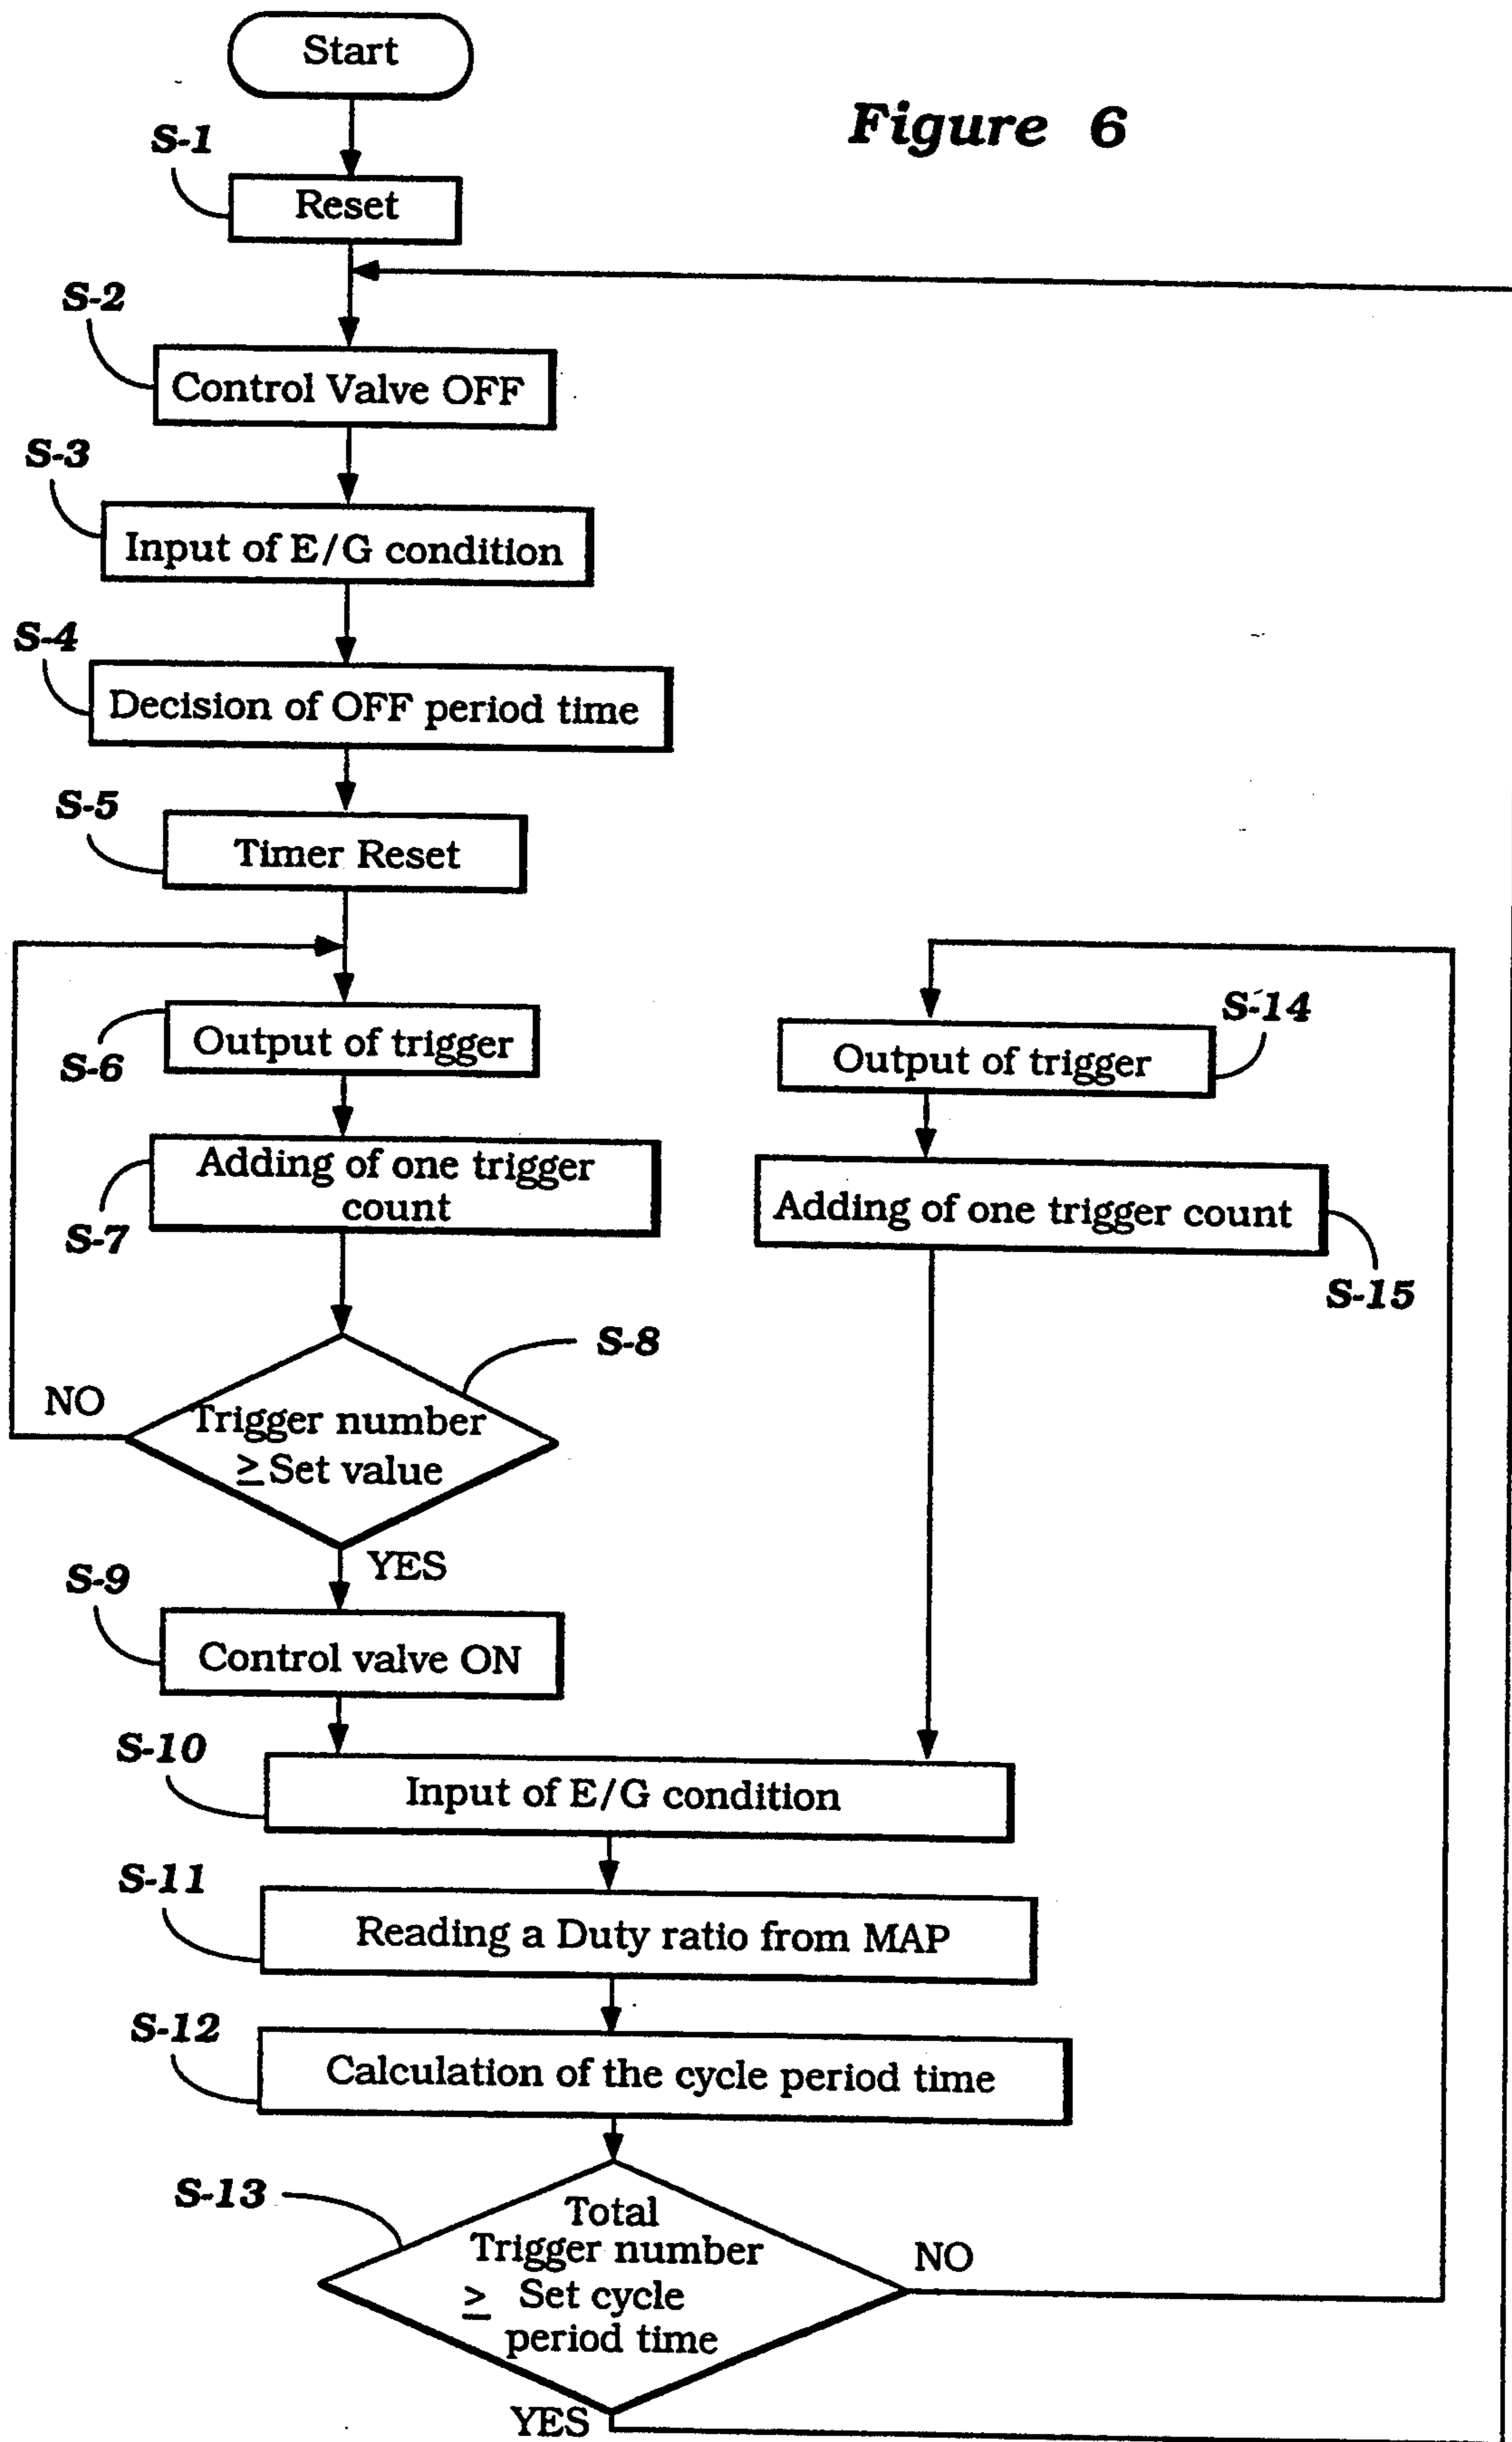 Start
Figure 6
S-1
Reset
S-2
Control Valve OFF
S-3
Input of E/G condition
S-4
Decision of OFF period time
S-5
Timer Reset
S-6
Output of trigger
S-7
Adding of one trigger
count
S-8
Trigger number
≥ Set value
NO
YES
S-9
Control valve ON
S-14
Output of trigger
Adding of one trigger count
S-15
S-10
Input of E/G condition
S-11
Reading a Duty ratio from MAP
S-12
Calculation of the cycle period time
S-13
Total
Trigger number
≥ Set cycle
period time
NO
YES